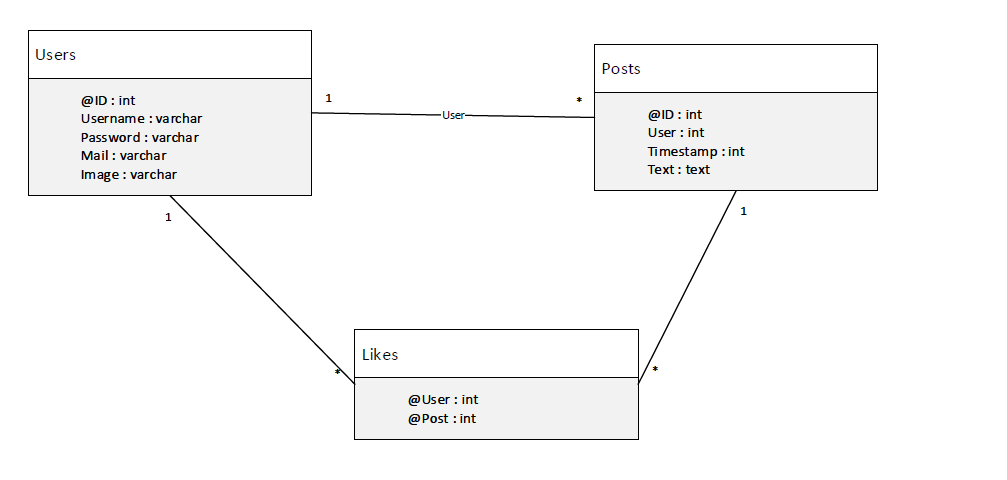 Users
@ID : int
Username : varchar
Password : varchar
Mail : varchar
Image : varchar
1
User
*
Posts
@ID : int
User : int
Timestamp : int
Text : text
1
1
*
*
Likes
@User : int
@Post : int